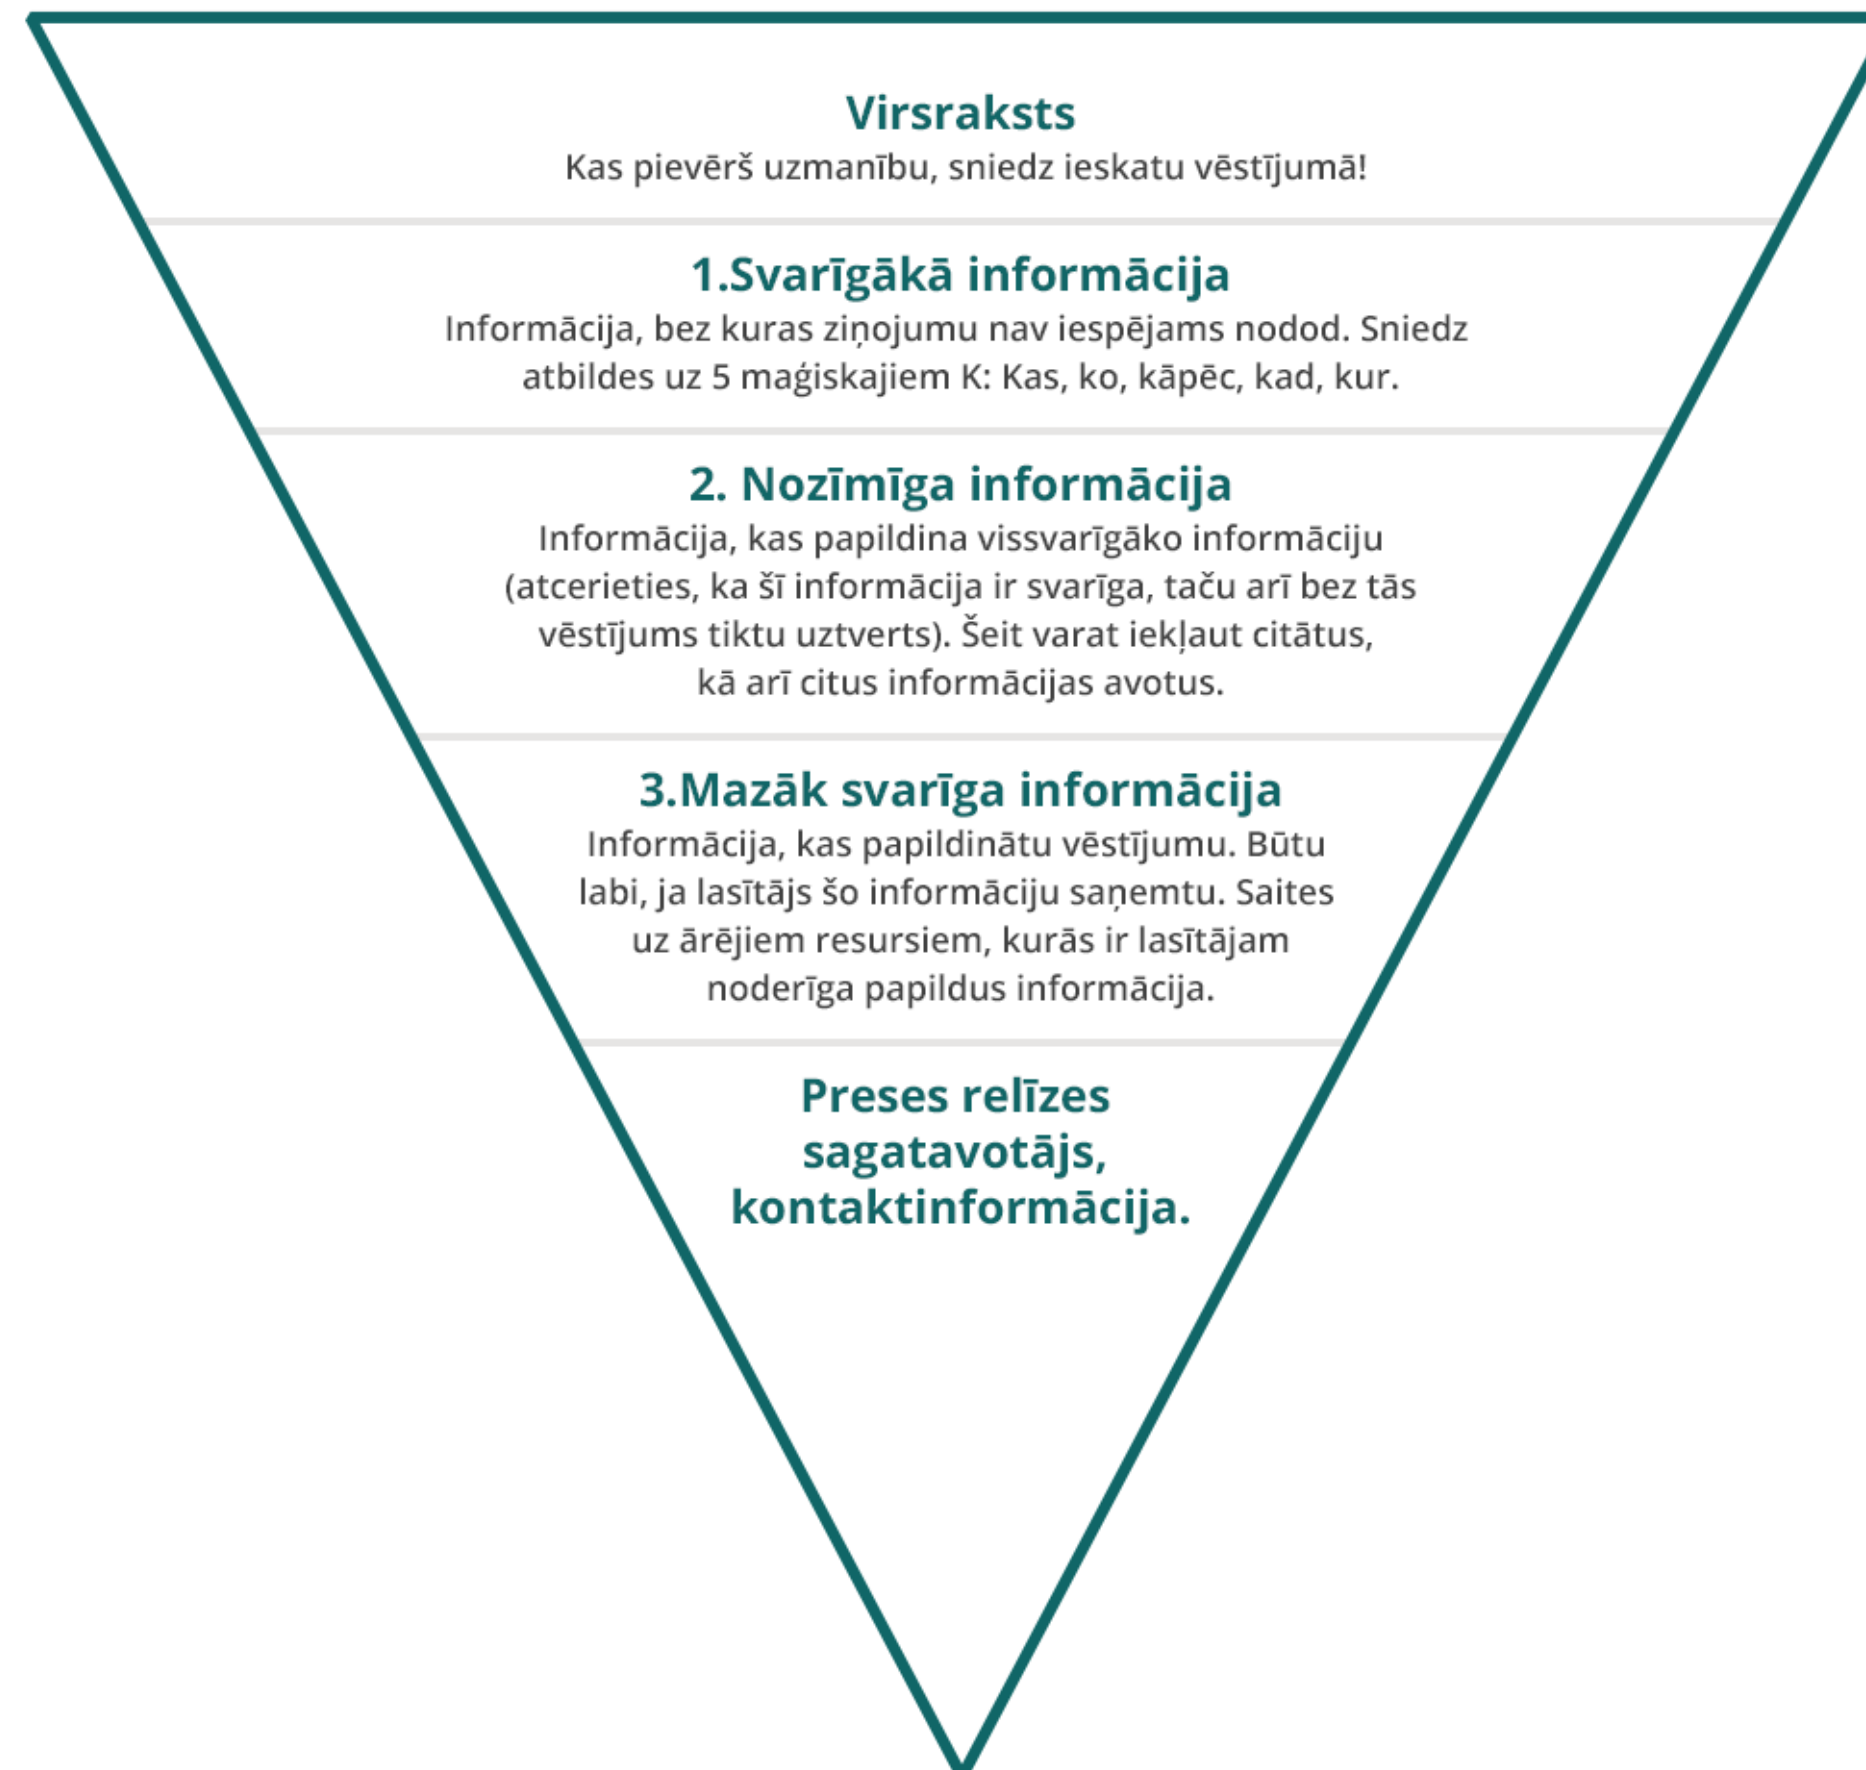 Virsraksts
Kas pievērš uzmanību, sniedz ieskatu vēstījumā!
1.Svarīgākā informācija
Informācija, bez kuras ziņojumu nav iespējams nodod. Sniedz
atbildes uz 5 maģiskajiem K: Kas, ko, kāpēc, kad, kur.
2. Nozīmīga informācija
Informācija, kas papildina vissvarīgāko informāciju
(atcerieties, ka šī informācija ir svarīga, taču arī bez tās
vēstījums tiktu uztverts). Šeit varat iekļaut citātus,
kā arī citus informācijas avotus.
3.Mazāk svarīga informācija
Informācija, kas papildinātu vēstījumu. Būtu
labi, ja lasītājs šo informāciju saņemtu. Saites
uz ārējiem resursiem, kurās ir lasītājam
noderīga papildus informācija.
Preses relīzes
sagatavotājs,
kontaktinformācija.